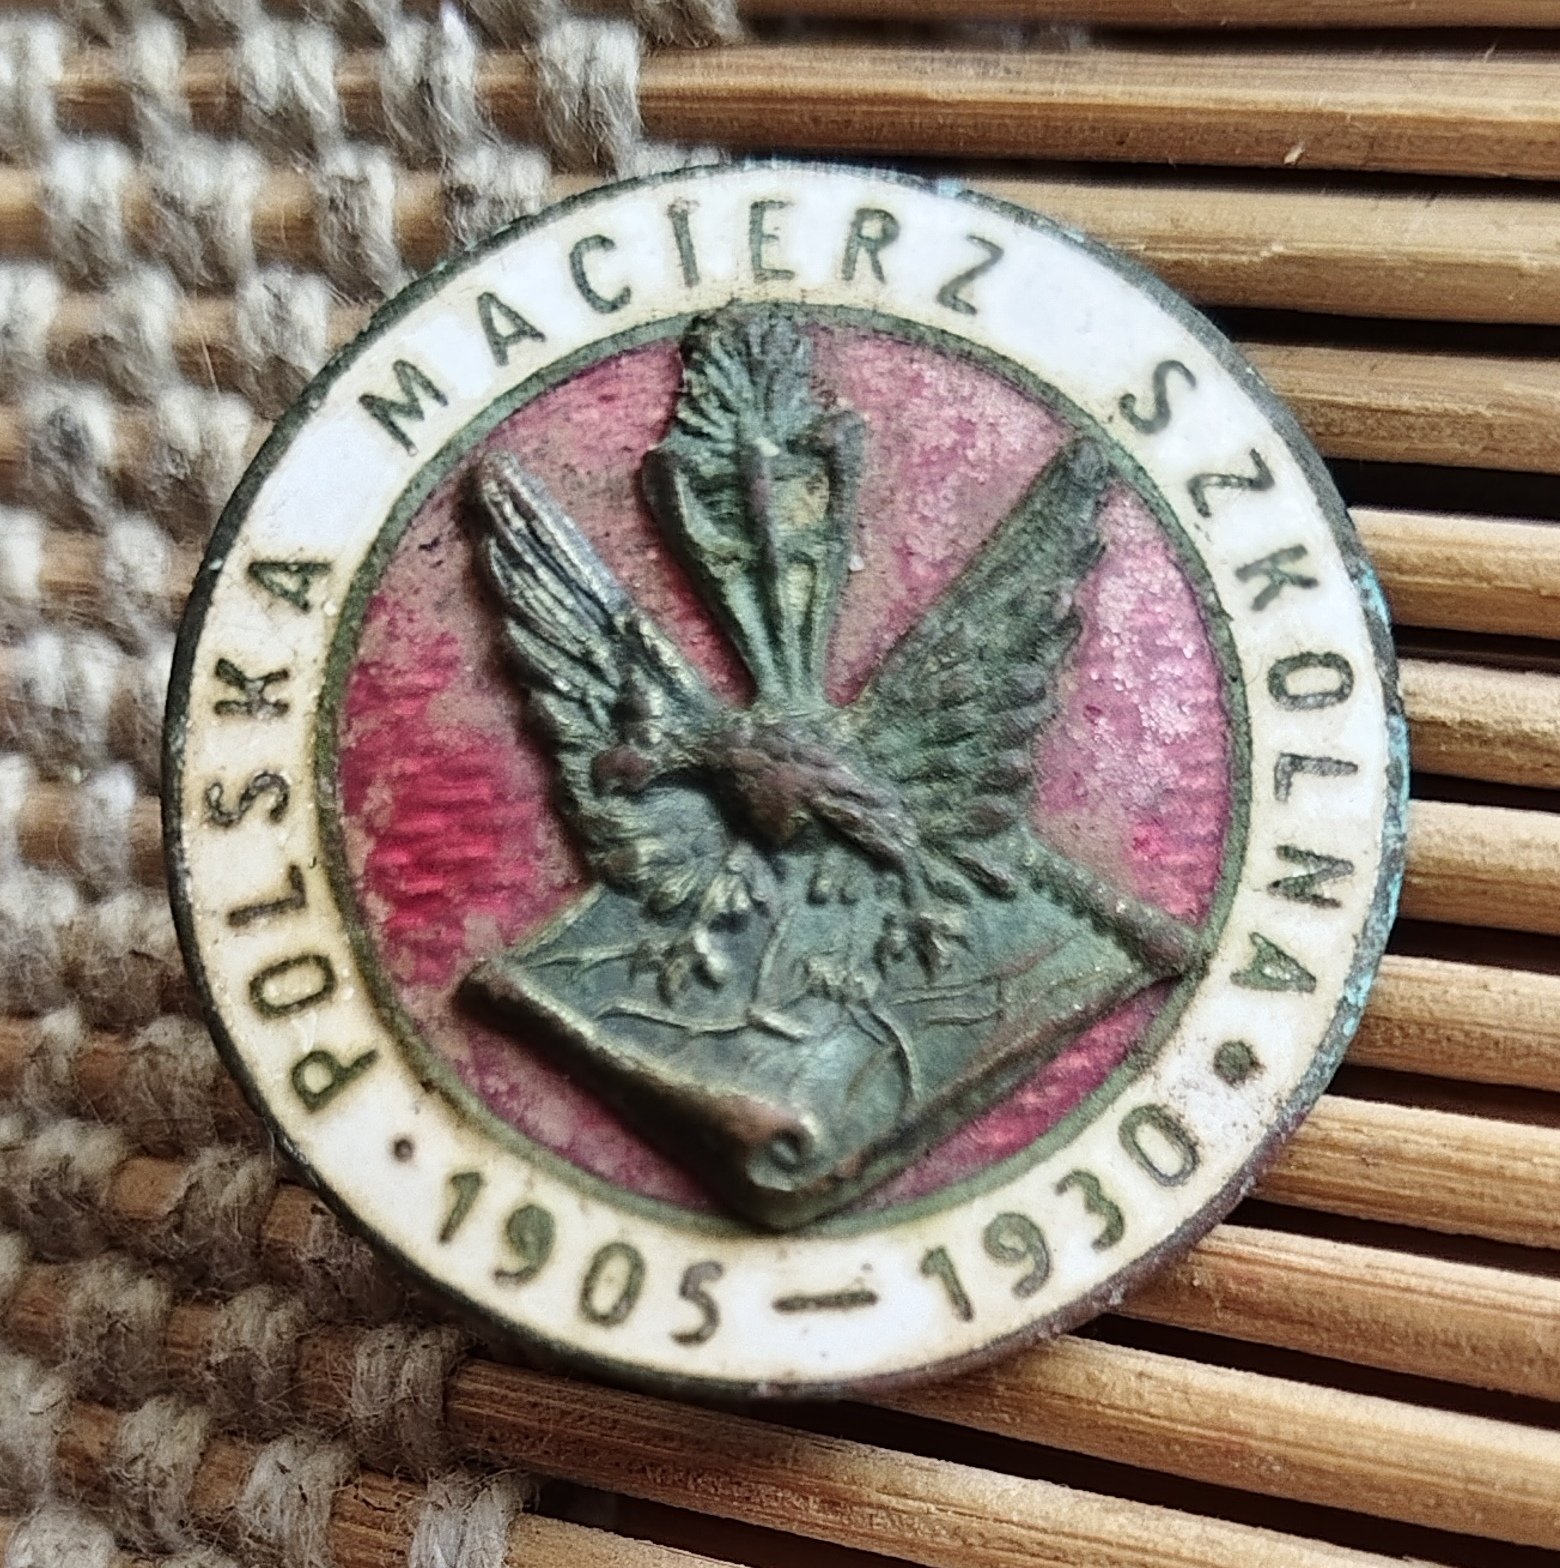 POLSKA MACIERZ SZKOLNA
• 1905 — 1930 •